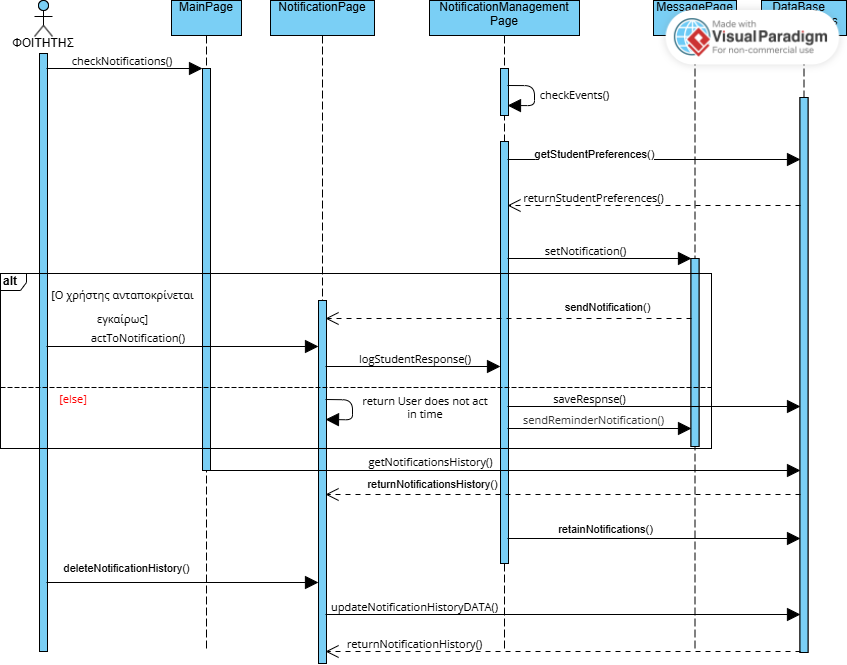 MainPage
NotificationPage
NotificationManagement
Page
MessagePage
DataBase
Made with
VisualParadigm
For non-commercial use
ΦΟΙΤΗΤΗΣ
checkNotifications()
checkEvents()
getStudentPreferences()
returnStudentPreferences()
setNotification()
alt
[Ο χρήστης ανταποκρίνεται
εγκαίρως]
sendNotification()
actToNotification()
logStudentResponse()
[else]
return User does not act
in time
saveRespnse()
sendReminderNotification()
getNotificationsHistory()
returnNotificationsHistory()
retainNotifications()
deleteNotificationHistory()
updateNotificationHistoryDATA()
returnNotificationHistory()